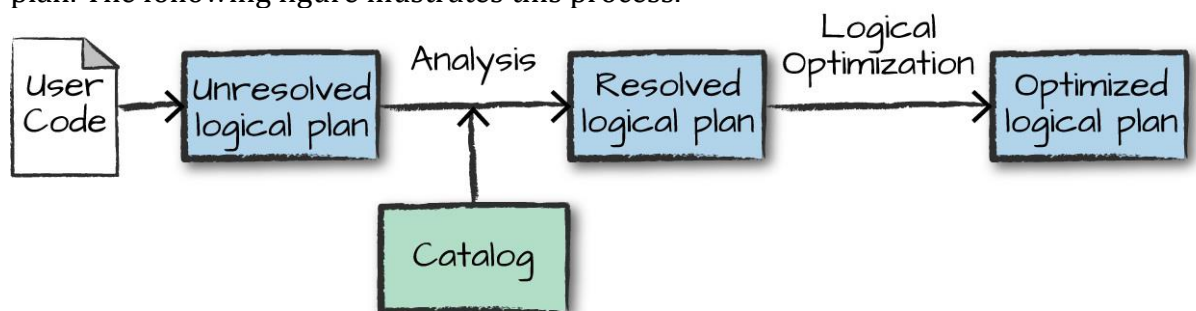 plan. The following figure illustrates this process.
User
Code
Unresolved
logical plan
Analysis
Resolved
logical plan
Logical
Optimization
Optimized
logical plan
Catalog